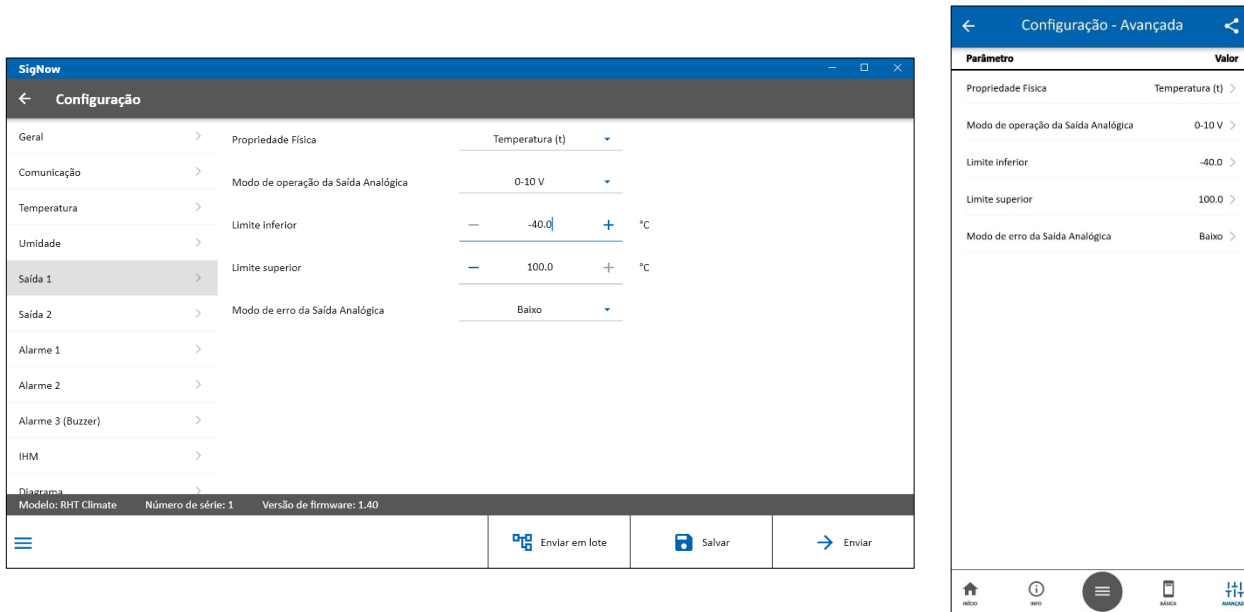 SigNow
Configuração
Geral
Comunicação
Temperatura
Umidade
Saída 1
Saída 2
Alarme 1
Alarme 2
Alarme 3 (Buzzer)
IHM
Diagrama
Propriedade Física Temperatura (t)
Modo de operação da Saída Analógica 0-10 V
Limite inferior -40.0 °C
Limite superior 100.0 °C
Modo de erro da Saída Analógica Baixo
Modelo: RHT Climate Número de série: 1 Versão de firmware: 1.40
Enviar em lote Salvar Enviar
Configuração - Avançada
Parâmetro Valor
Propriedade Física Temperatura (t)
Modo de operação da Saída Analógica 0-10 V
Limite inferior -40.0
Limite superior 100.0
Modo de erro da Saída Analógica Baixo
INÍCIO INFO BÁSICA AVANÇAD